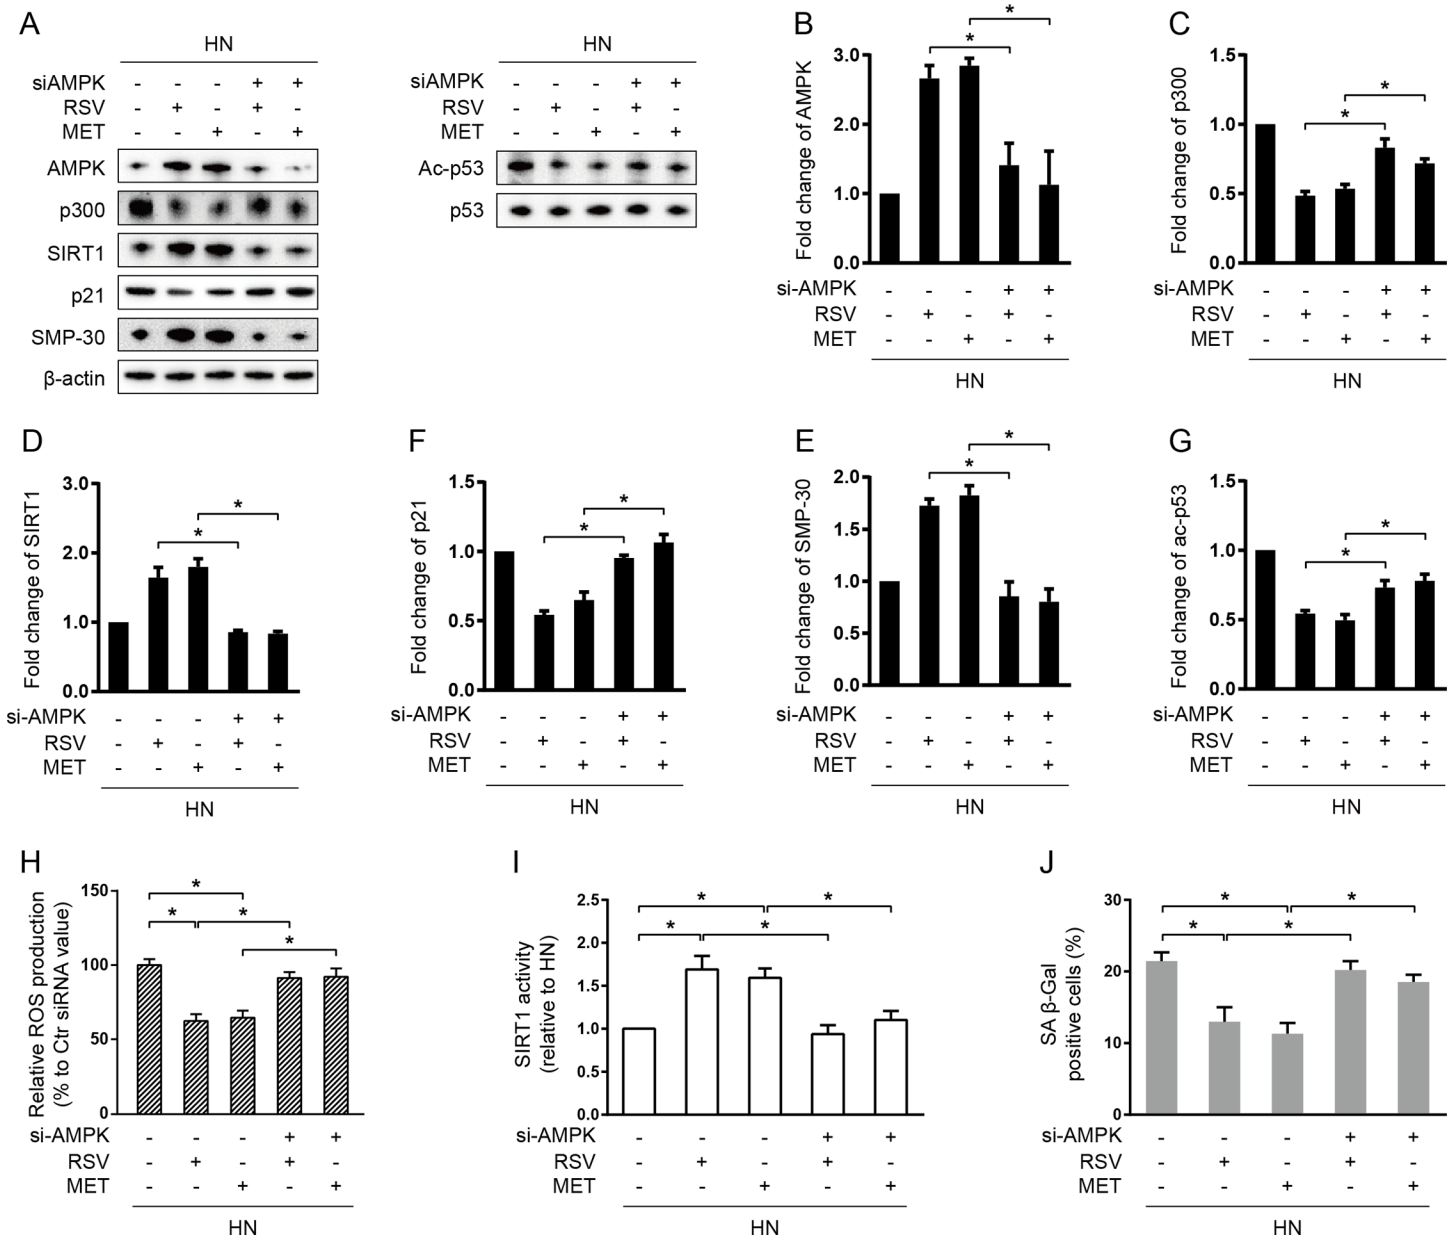 A
HN
siAMPK - - - + +
RSV - + - + -
MET - - + - +
AMPK
p300
SIRT1
p21
SMP-30
β-actin
HN
siAMPK - - - + +
RSV - + - + -
MET - - + - +
Ac-p53
p53
B
Fold change of AMPK
3.0
2.0
1.0
0.0
*
*
si-AMPK - - - + +
RSV - + - + -
MET - - + - +
HN
C
Fold change of p300
1.5
1.0
0.5
0.0
*
*
si-AMPK - - - + +
RSV - + - + -
MET - - + - +
HN
D
Fold change of SIRT1
3.0
2.0
1.0
0.0
*
*
si-AMPK - - - + +
RSV - + - + -
MET - - + - +
HN
F
Fold change of p21
1.5
1.0
0.5
0.0
*
*
si-AMPK - - - + +
RSV - + - + -
MET - - + - +
HN
E
Fold change of SMP-30
2.0
1.5
1.0
0.5
0.0
*
*
si-AMPK - - - + +
RSV - + - + -
MET - - + - +
HN
G
Fold change of ac-p53
1.5
1.0
0.5
0.0
*
*
si-AMPK - - - + +
RSV - + - + -
MET - - + - +
HN
H
Relative ROS production
(% to Ctr siRNA value)
150
100
50
0
*
* *
*
si-AMPK - - - + +
RSV - + - + -
MET - - + - +
HN
I
SIRT1 activity
(relative to HN)
2.5
2.0
1.5
1.0
0.5
0.0
* *
* *
si-AMPK - - - + +
RSV - + - + -
MET - - + - +
HN
J
SA β-Gal
positive cells (%)
30
20
10
0
* *
* *
si-AMPK - - - + +
RSV - + - + -
MET - - + - +
HN